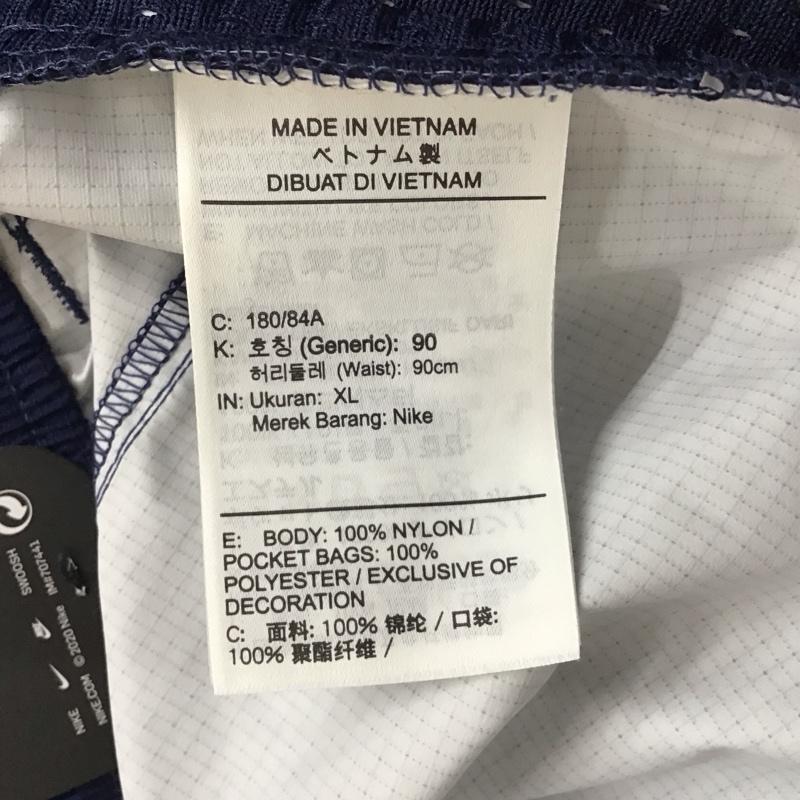 MADE IN VIETNAM
ベトナム製
DIBUAT DI VIETNAM
C: 180/84A
K: 호칭 (Generic): 90
허리둘레 (Waist): 90cm
IN: Ukuran: XL
Merek Barang: Nike
E: BODY: 100% NYLON /
POCKET BAGS: 100%
POLYESTER / EXCLUSIVE OF
DECORATION
C: 面料: 100% 锦纶 / 口袋:
100% 聚酯纤维 /
SWOOSH IM#707441
NIKE.COM © 2020 Nike
NIKE